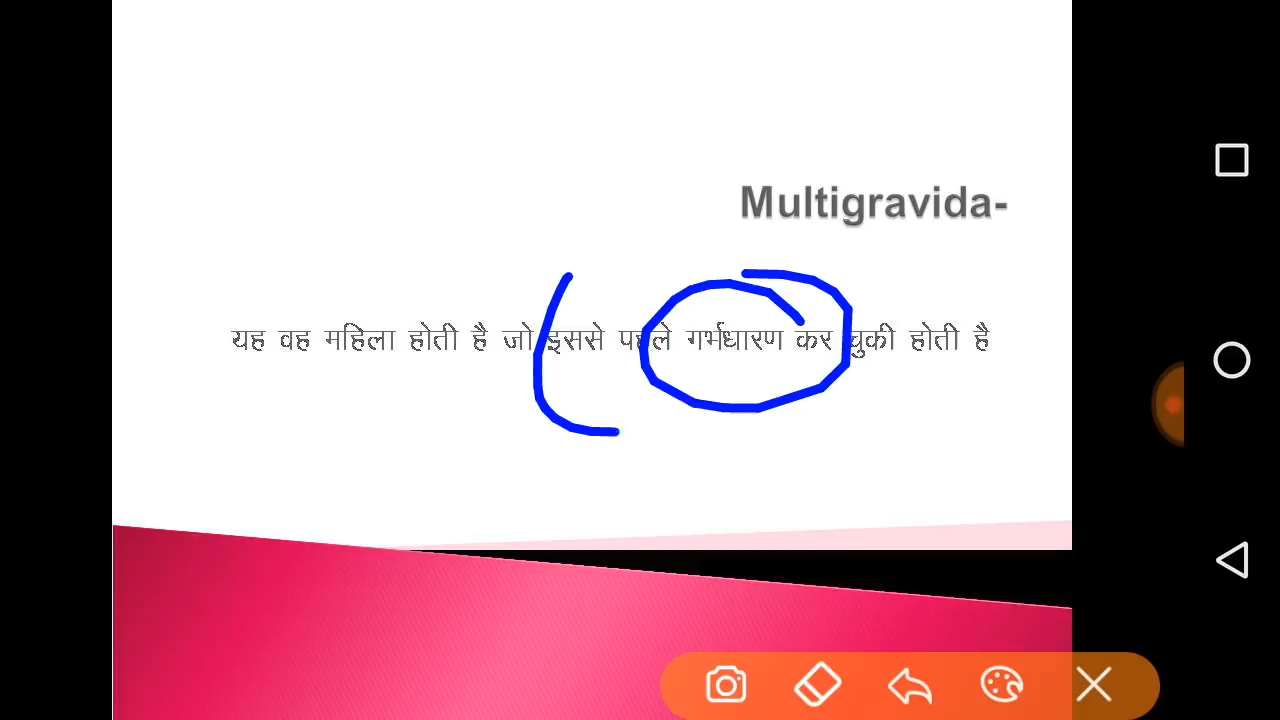 Multigravida-
यह वह महिला होती है जो इससे पहले गर्भधारण कर चुकी होती है